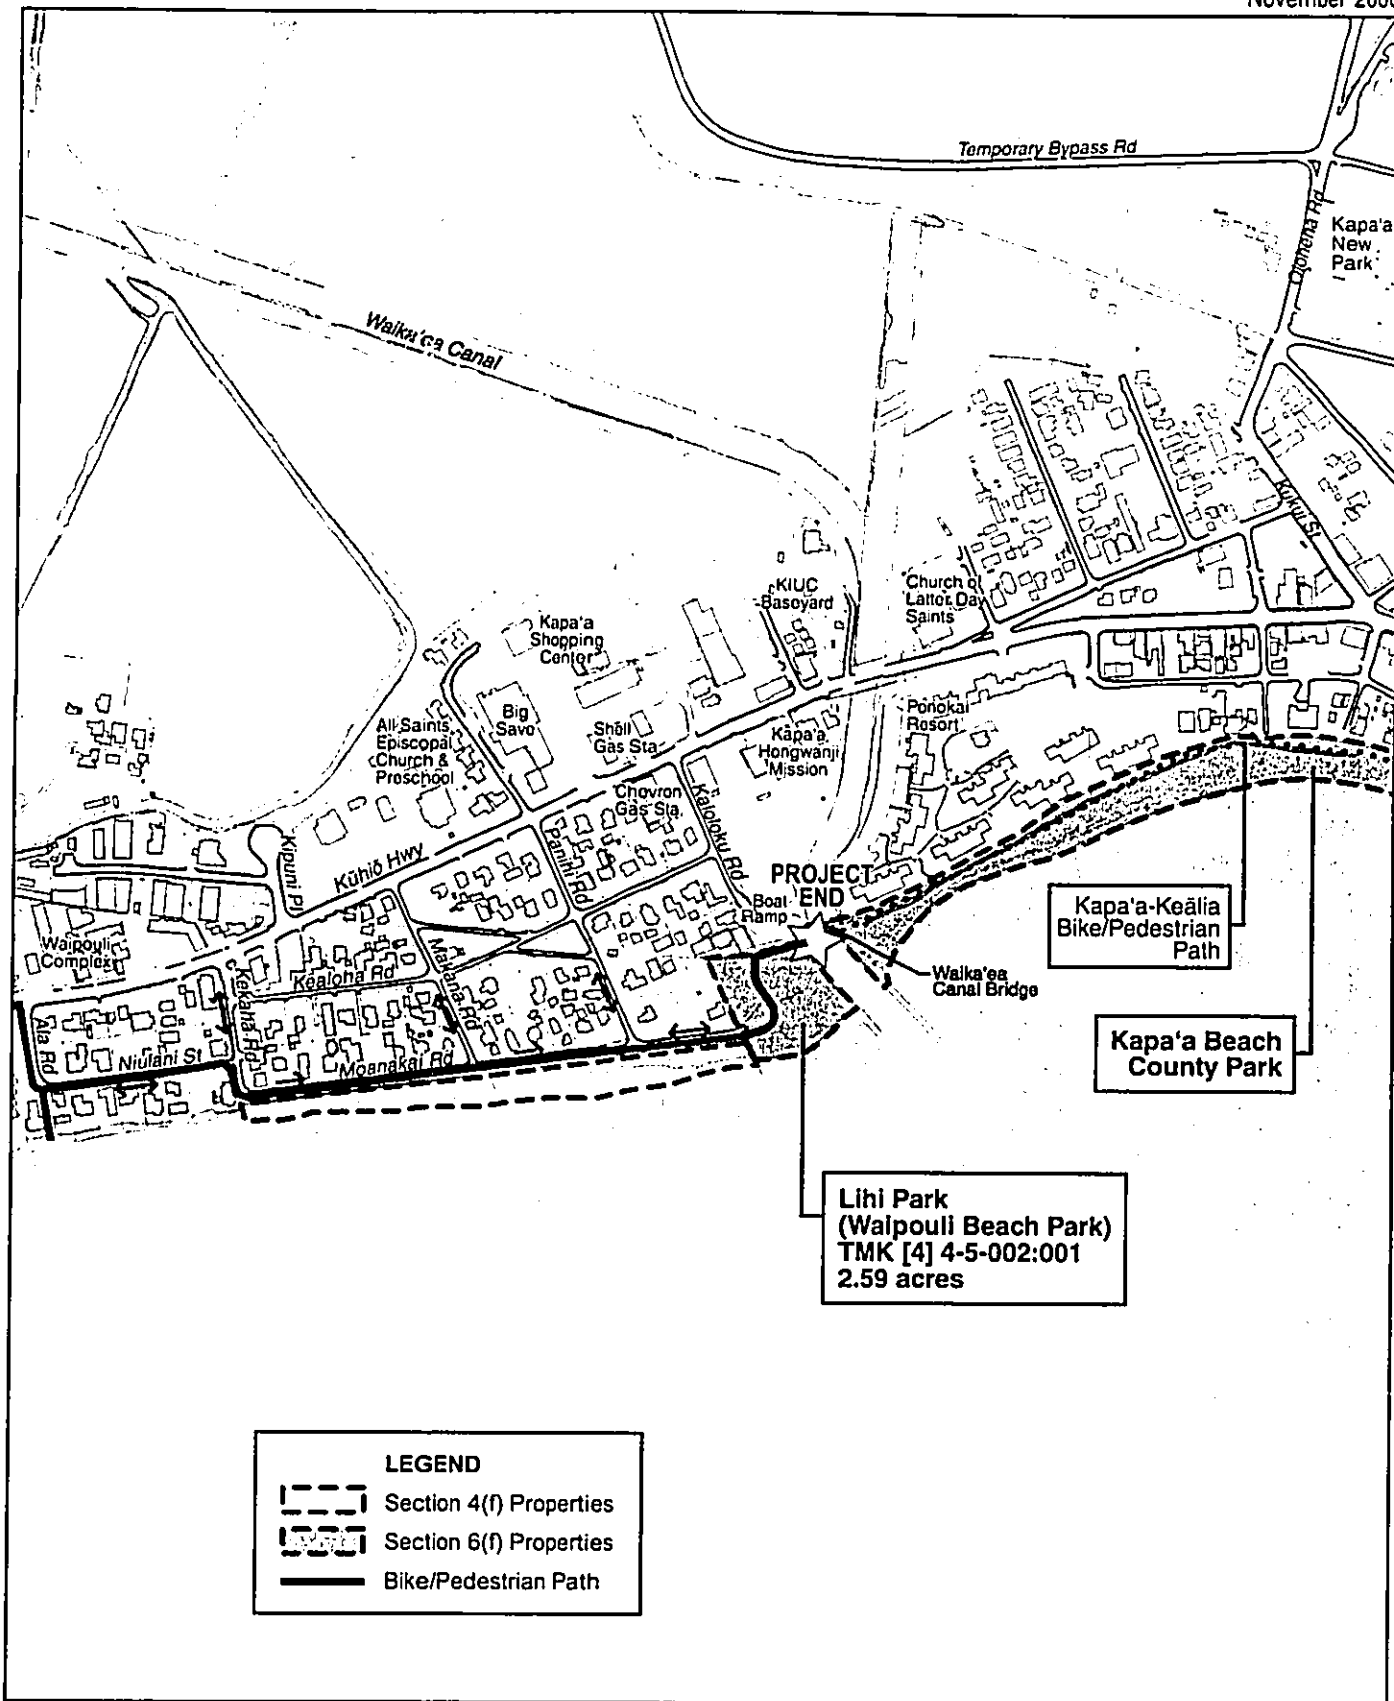 Temporary Bypass Rd
Olohena Rd
Kapa'a
New
Park
Waika'ea Canal
Kukui St
KIUC
Baseyard
Church of
Latter Day
Saints
Kapa'a
Shopping
Center
Big
Save
All Saints
Episcopal
Church &
Preschool
Shell
Gas Sta.
Kapa'a
Hongwanji
Mission
Ponokai
Resort
Chevron
Gas Sta.
Kaloloku Rd
Panihi Rd
Kipuni Pl
Kūhiō Hwy
PROJECT
END
Boat
Ramp
Kapa'a-Keālia
Bike/Pedestrian
Path
Waipouli
Complex
Kealoha Rd
Makana Rd
Kekaha Rd
Waika'ea
Canal Bridge
Ala Rd
Niulani St
Moanakai Rd
Kapa'a Beach
County Park
Lihi Park
(Waipouli Beach Park)
TMK [4] 4-5-002:001
2.59 acres
LEGEND
Section 4(f) Properties
Section 6(f) Properties
Bike/Pedestrian Path